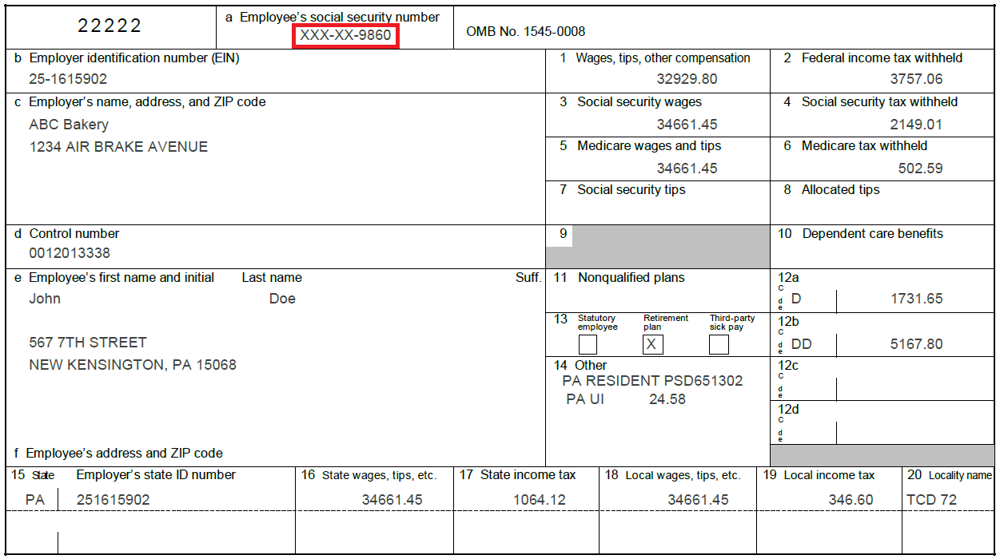 22222
a Employee's social security number
XXX-XX-9860
OMB No. 1545-0008
b Employer identification number (EIN)
25-1615902
1 Wages, tips, other compensation
32929.80
2 Federal income tax withheld
3757.06
c Employer's name, address, and ZIP code
ABC Bakery
1234 AIR BRAKE AVENUE
3 Social security wages
34661.45
4 Social security tax withheld
2149.01
5 Medicare wages and tips
34661.45
6 Medicare tax withheld
502.59
7 Social security tips
8 Allocated tips
d Control number
0012013338
9
10 Dependent care benefits
e Employee's first name and initial Last name Suff.
John Doe
567 7TH STREET
NEW KENSINGTON, PA 15068
11 Nonqualified plans
12a
C
d
e
D 1731.65
13 Statutory employee Retirement plan Third-party sick pay
X
12b
C
d
e
DD 5167.80
14 Other
PA RESIDENT PSD651302
PA UI 24.58
12c
C
d
e
12d
C
d
e
f Employee's address and ZIP code
15 State Employer's state ID number 16 State wages, tips, etc. 17 State income tax 18 Local wages, tips, etc. 19 Local income tax 20 Locality name
PA 251615902 34661.45 1064.12 34661.45 346.60 TCD 72